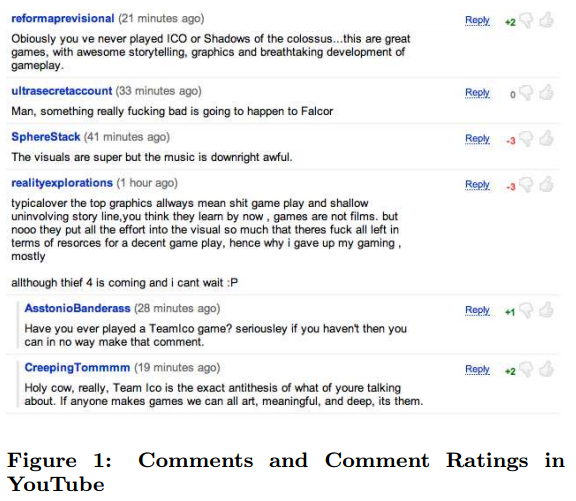 reformaprevisional (21 minutes ago) Reply +2
Obiously you ve never played ICO or Shadows of the colossus...this are great
games, with awesome storytelling, graphics and breathtaking development of
gameplay.
ultrasecretaccount (33 minutes ago) Reply 0
Man, something really fucking bad is going to happen to Falcor
SphereStack (41 minutes ago) Reply -3
The visuals are super but the music is downright awful.
realityexplorations (1 hour ago) Reply -3
typicalover the top graphics allways mean shit game play and shallow
uninvolving story line,you think they learn by now , games are not films. but
nooo they put all the effort into the visual so much that theres fuck all left in
terms of resorces for a decent game play, hence why i gave up my gaming ,
mostly
allthough thief 4 is coming and i cant wait :P
AsstonioBanderass (28 minutes ago) Reply +1
Have you ever played a TeamIco game? seriousley if you haven't then you
can in no way make that comment.
CreepingTommmm (19 minutes ago) Reply +2
Holy cow, really, Team Ico is the exact antithesis of what of youre talking
about. If anyone makes games we can all art, meaningful, and deep, its them.
Figure 1: Comments and Comment Ratings in
YouTube